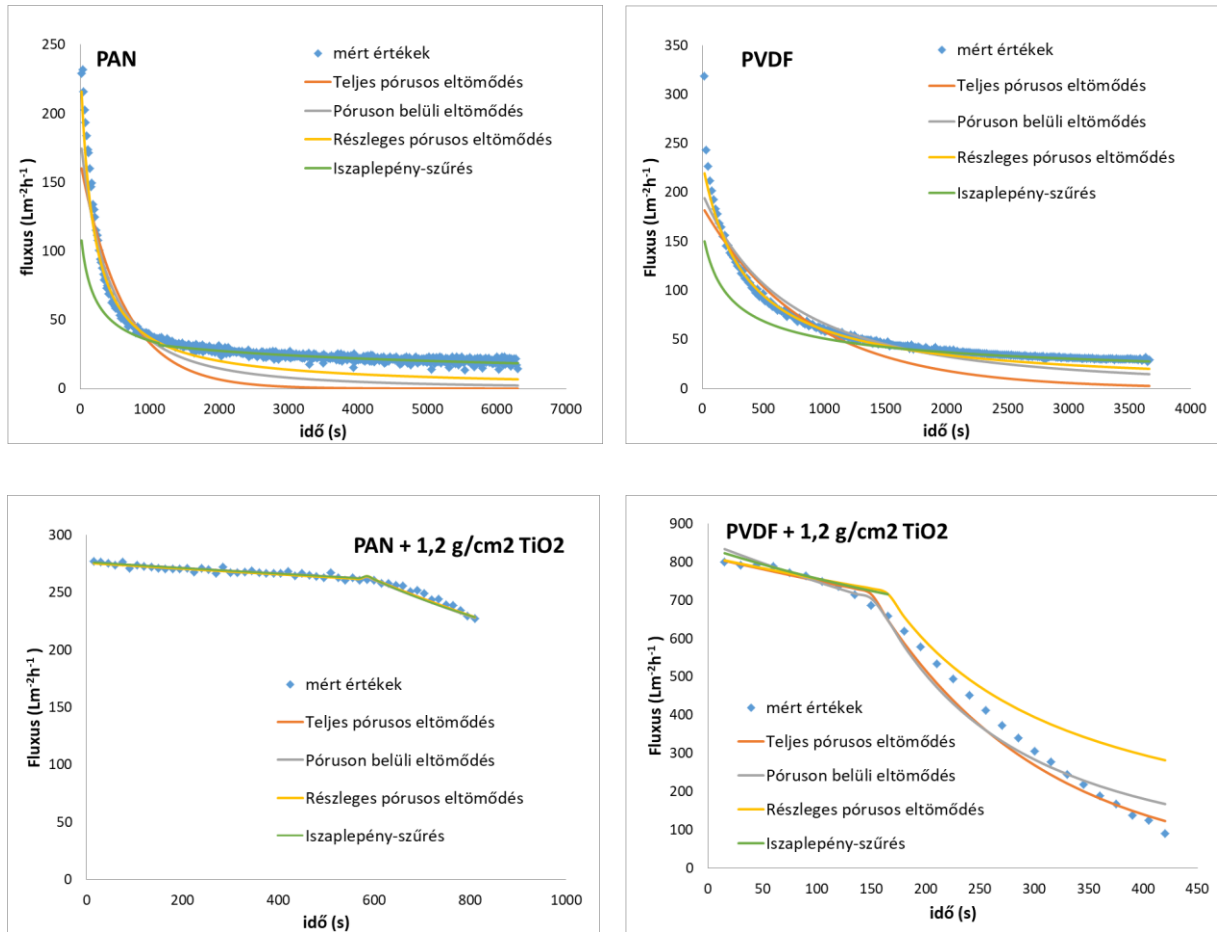 PAN
250
200
150
100
50
0
0 1000 2000 3000 4000 5000 6000 7000
fluxus (Lm⁻²h⁻¹ )
idő (s)
mért értékek
Teljes pórusos eltömődés
Póruson belüli eltömődés
Részleges pórusos eltömődés
Iszaplepény-szűrés
PVDF
350
300
250
200
150
100
50
0
0 500 1000 1500 2000 2500 3000 3500 4000
Fluxus (Lm⁻²h⁻¹ )
idő (s)
mért értékek
Teljes pórusos eltömődés
Póruson belüli eltömődés
Részleges pórusos eltömődés
Iszaplepény-szűrés
PAN + 1,2 g/cm2 TiO2
300
250
200
150
100
50
0
0 200 400 600 800 1000
Fluxus (Lm⁻²h⁻¹ )
idő (s)
mért értékek
Teljes pórusos eltömődés
Póruson belüli eltömődés
Részleges pórusos eltömődés
Iszaplepény-szűrés
PVDF + 1,2 g/cm2 TiO2
900
800
700
600
500
400
300
200
100
0
0 50 100 150 200 250 300 350 400 450
Fluxus (Lm⁻²h⁻¹ )
idő (s)
mért értékek
Teljes pórusos eltömődés
Póruson belüli eltömődés
Részleges pórusos eltömődés
Iszaplepény-szűrés